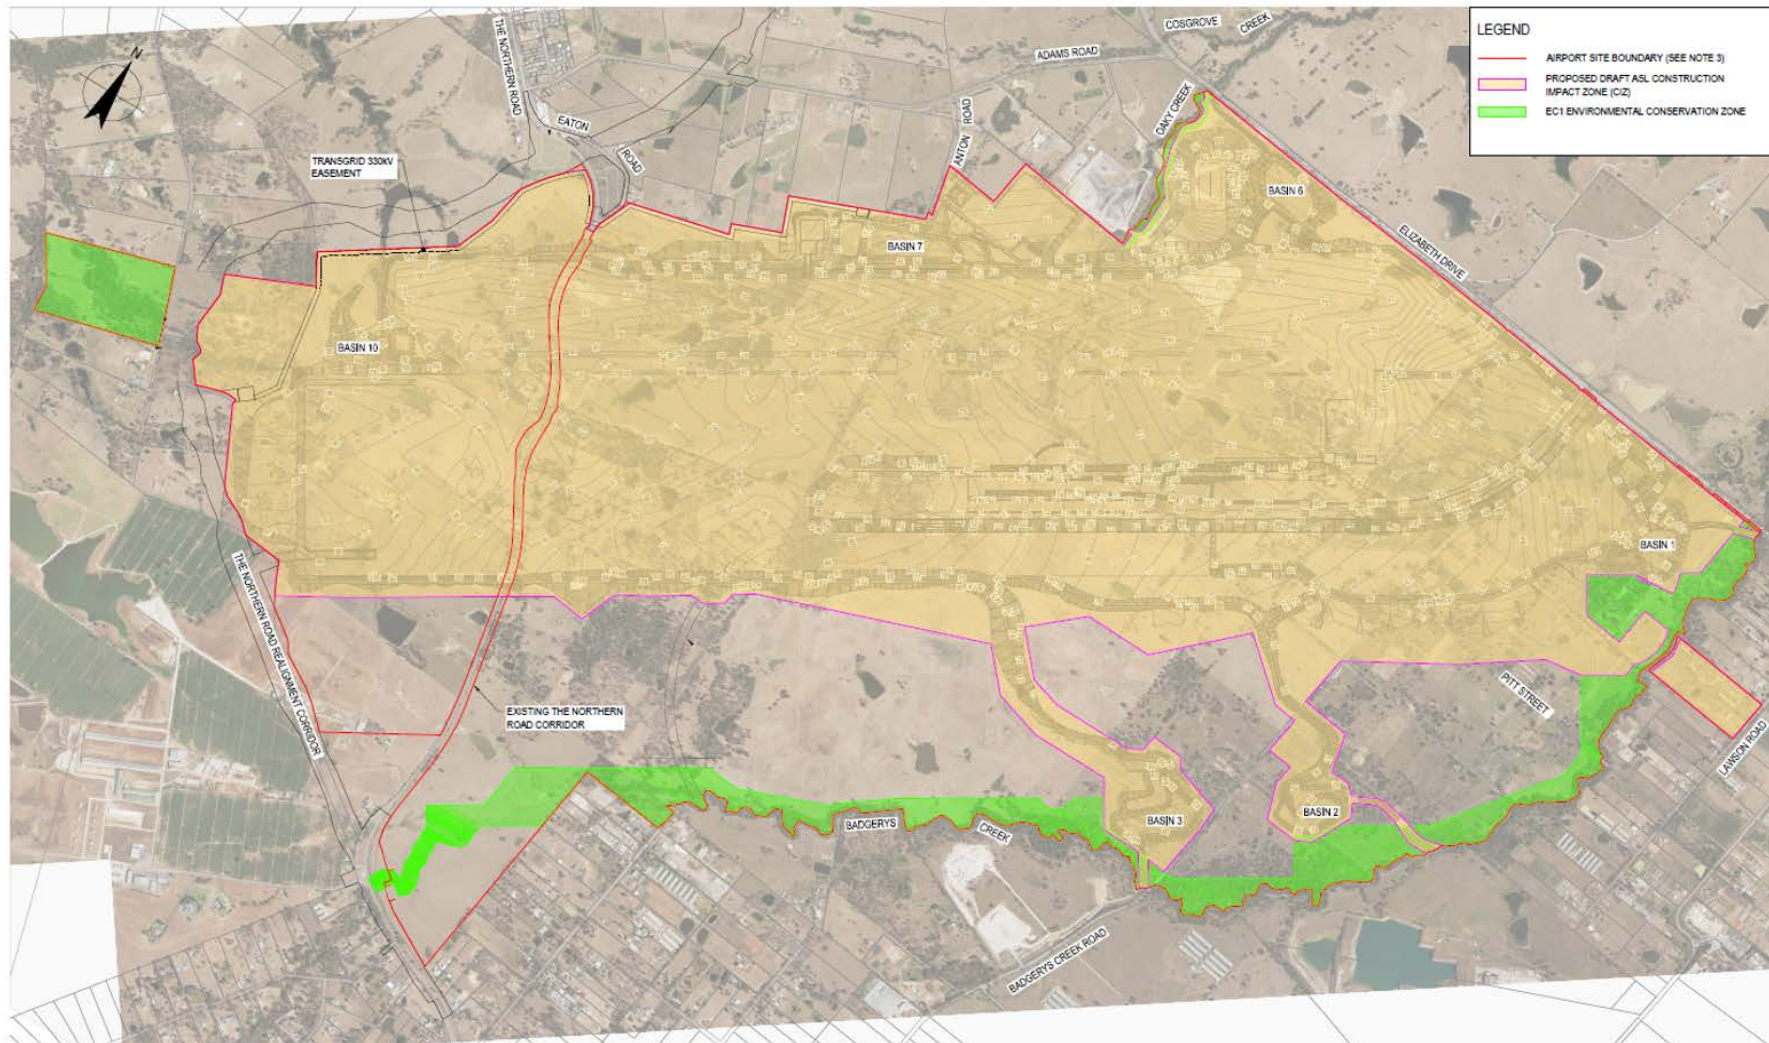 LEGEND
AIRPORT SITE BOUNDARY (SEE NOTE 3)
PROPOSED DRAFT ASL CONSTRUCTION
IMPACT ZONE (CIZ)
EC1 ENVIRONMENTAL CONSERVATION ZONE
N
THE NORTHERN ROAD
COSGROVE
CREEK
ADAMS ROAD
EATON
ROAD
ANTON ROAD
OAKY CREEK
TRANSGRID 330kV
EASEMENT
BASIN 6
BASIN 7
ELIZABETH DRIVE
BASIN 10
BASIN 1
THE NORTHERN ROAD REALIGNMENT CORRIDOR
EXISTING THE NORTHERN
ROAD CORRIDOR
PITT STREET
LAWSON ROAD
BADGERYS
CREEK
BASIN 3
BASIN 2
BADGERYS CREEK ROAD